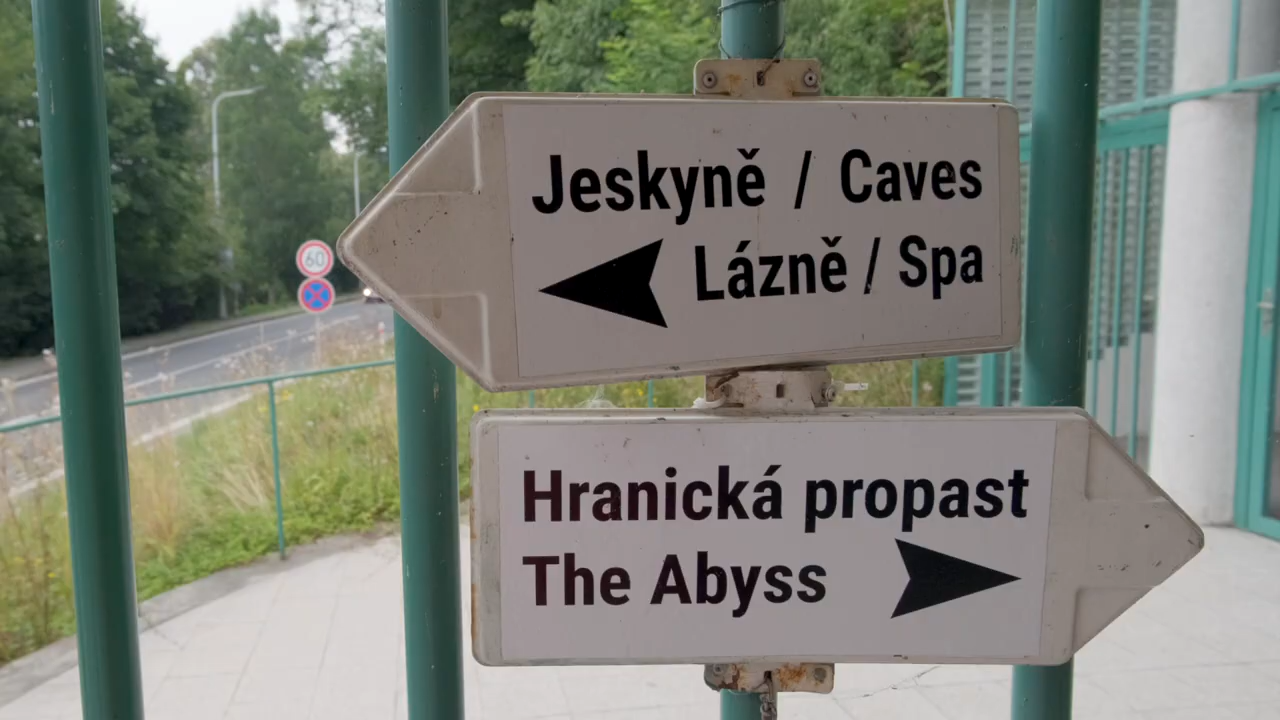 60
Jeskyně / Caves
Lázně / Spa
Hranická propast
The Abyss